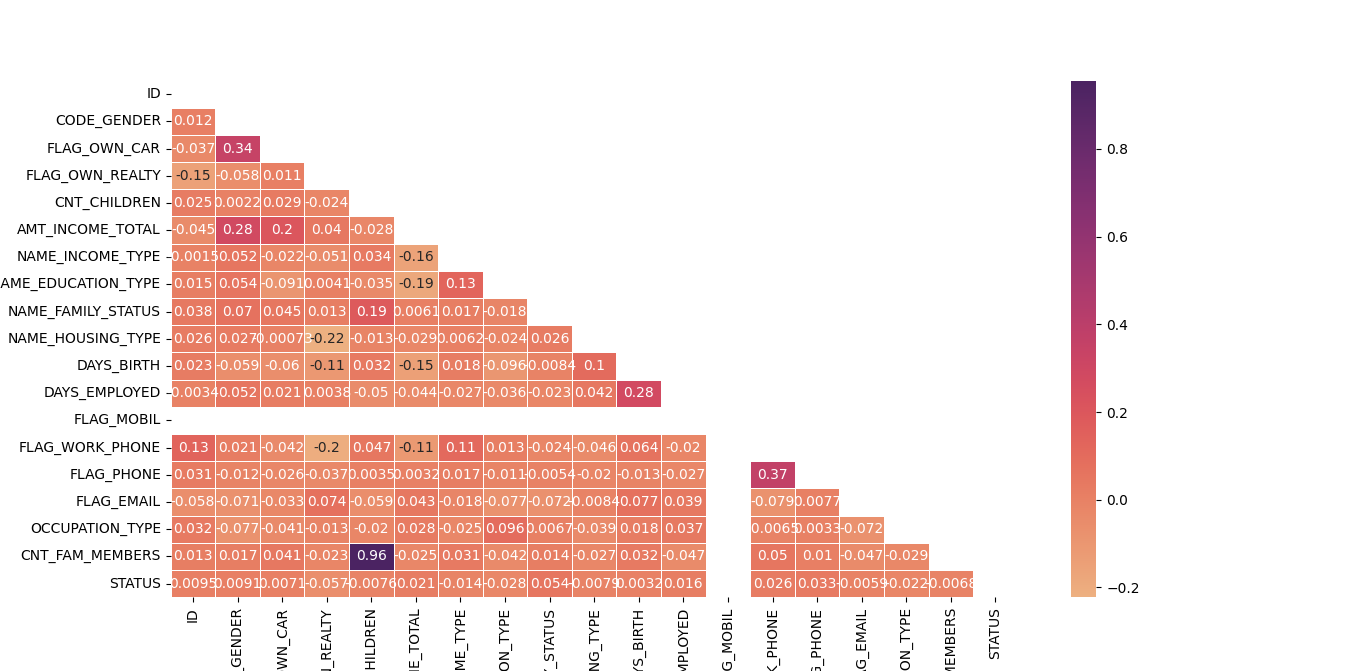 ID
CODE_GENDER 0.012
FLAG_OWN_CAR -0.037 0.34
FLAG_OWN_REALTY -0.15 -0.058 0.011
CNT_CHILDREN 0.025 0.0022 0.029 -0.024
AMT_INCOME_TOTAL -0.045 0.28 0.2 0.04 -0.028
NAME_INCOME_TYPE -0.052 -0.022 -0.051 0.034 -0.16
AME_EDUCATION_TYPE 0.015 0.054 -0.091 0.0041 -0.035 -0.19 0.13
NAME_FAMILY_STATUS 0.038 0.07 0.045 0.013 0.19 0.0061 0.017 -0.018
NAME_HOUSING_TYPE 0.026 0.027 -0.22 -0.013 -0.029 0.0062 -0.024 0.026
DAYS_BIRTH 0.023 -0.059 -0.06 -0.11 0.032 -0.15 0.018 -0.096 -0.0084 0.1
DAYS_EMPLOYED 0.0034 0.052 0.021 0.0038 -0.05 -0.044 -0.027 -0.036 -0.023 0.042 0.28
FLAG_MOBIL
FLAG_WORK_PHONE 0.13 0.021 -0.042 -0.2 0.047 -0.11 0.11 0.013 -0.024 -0.046 0.064 -0.02
FLAG_PHONE 0.031 -0.012 -0.026 -0.037 0.0035 0.0032 0.017 -0.011 -0.0054 -0.02 -0.013 -0.027 0.37
FLAG_EMAIL -0.058 -0.071 -0.033 0.074 -0.059 0.043 -0.018 -0.077 -0.072 -0.0084 0.077 0.039 -0.079 0.0077
OCCUPATION_TYPE 0.032 -0.077 -0.041 -0.013 -0.02 0.028 -0.025 0.096 0.0067 -0.039 0.018 0.037 0.0065 0.0033 -0.072
CNT_FAM_MEMBERS 0.013 0.017 0.041 -0.023 0.96 -0.025 0.031 -0.042 0.014 -0.027 0.032 -0.047 0.05 0.01 -0.047 -0.029
STATUS 0.0095 0.0091 0.0071 -0.057 -0.0076 0.021 -0.014 -0.028 0.054 -0.0079 0.0032 0.016 0.026 0.033 -0.0059 -0.022 -0.0068
ID
_GENDER
WN_CAR
N_REALTY
HILDREN
ME_TOTAL
ME_TYPE
ON_TYPE
Y_STATUS
NG_TYPE
YS_BIRTH
MPLOYED
G_MOBIL
K_PHONE
G_PHONE
G_EMAIL
ON_TYPE
MEMBERS
STATUS
0.8
0.6
0.4
0.2
0.0
−0.2